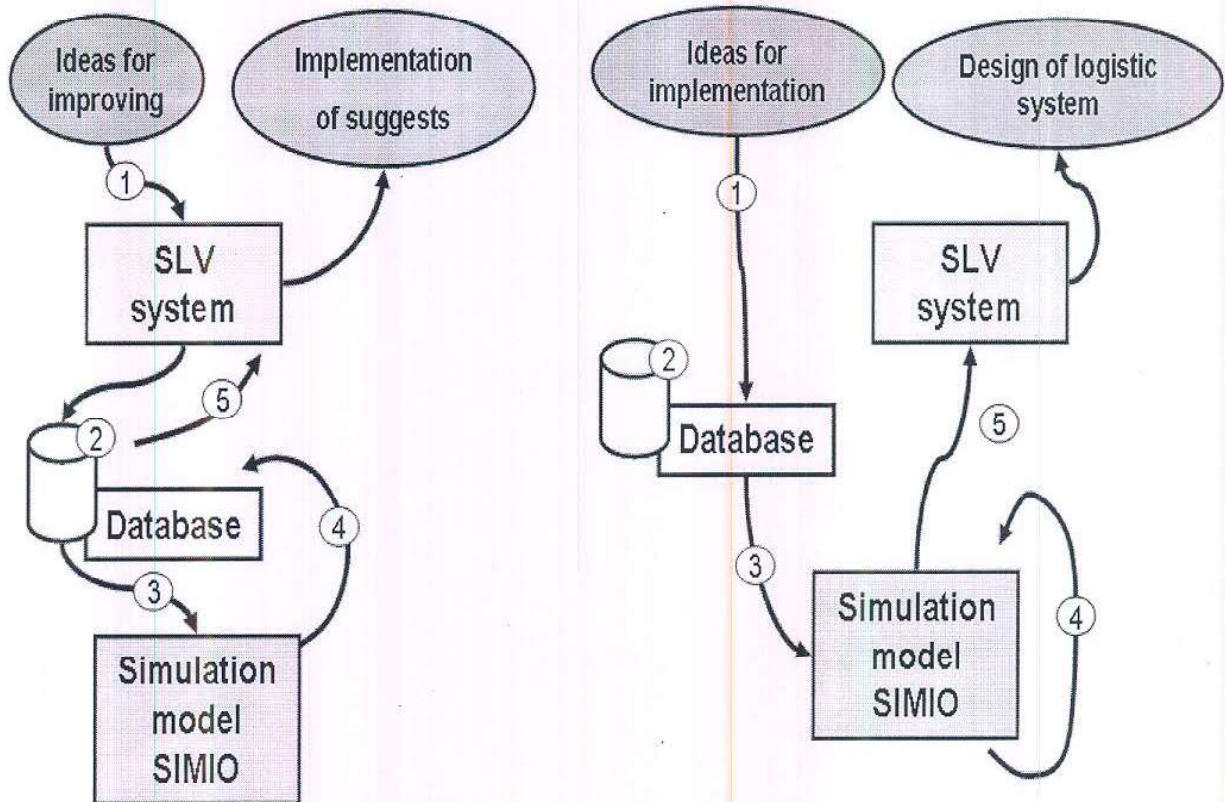 Ideas for
improving
Implementation
of suggests
1
SLV
system
5
2
Database
4
3
Simulation
model
SIMIO
Ideas for
implementation
Design of logistic
system
1
SLV
system
2
Database
5
3
Simulation
model
SIMIO
4